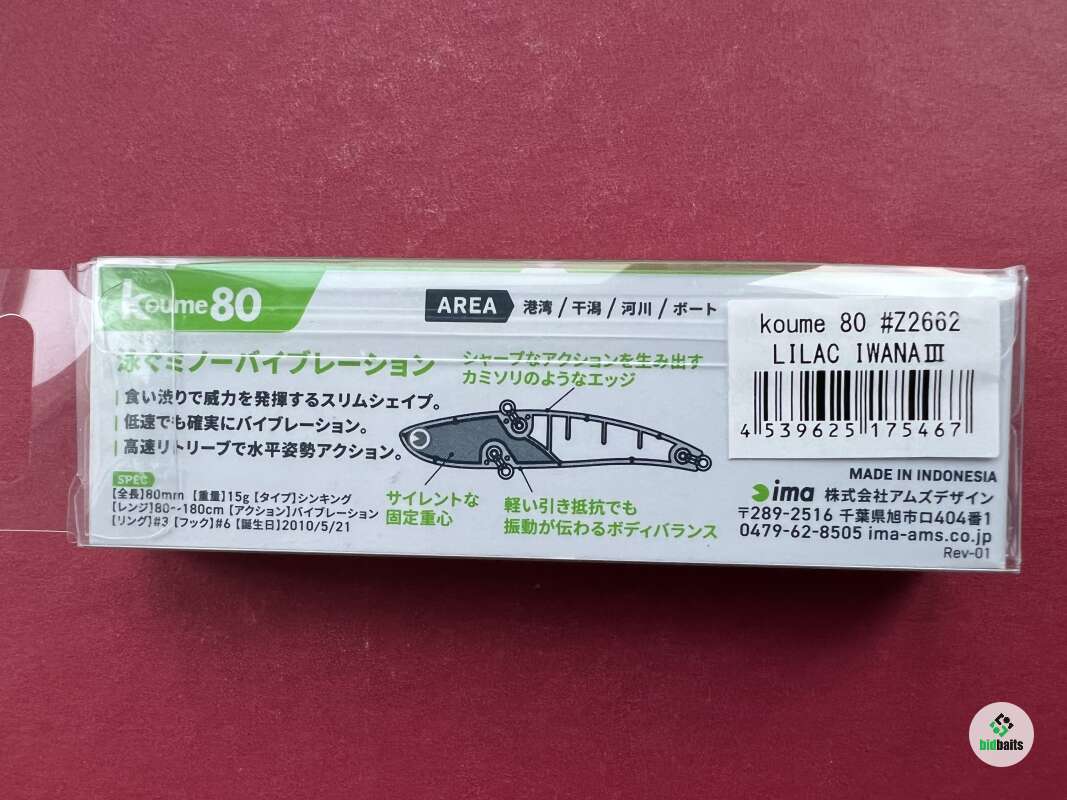 koume 80
AREA 港湾 / 干潟 / 河川 / ボート
koume 80 #Z2662
LILAC IWANAⅢ
4 539625 175467
泳ぐミノーバイブレーション
食い渋りで威力を発揮するスリムシェイプ。
低速でも確実にバイブレーション。
高速リトリーブで水平姿勢アクション。
シャープなアクションを生み出す
カミソリのようなエッジ
サイレントな
固定重心
軽い引き抵抗でも
振動が伝わるボディバランス
SPEC
【全長】80mm 【重量】15g 【タイプ】シンキング
【レンジ】80~180cm 【アクション】バイブレーション
【リング】#3 【フック】#6 【誕生日】2010/5/21
MADE IN INDONESIA
ima 株式会社アムズデザイン
〒289-2516 千葉県旭市ロ404番1
0479-62-8505 ima-ams.co.jp
Rev-01
bidbaits